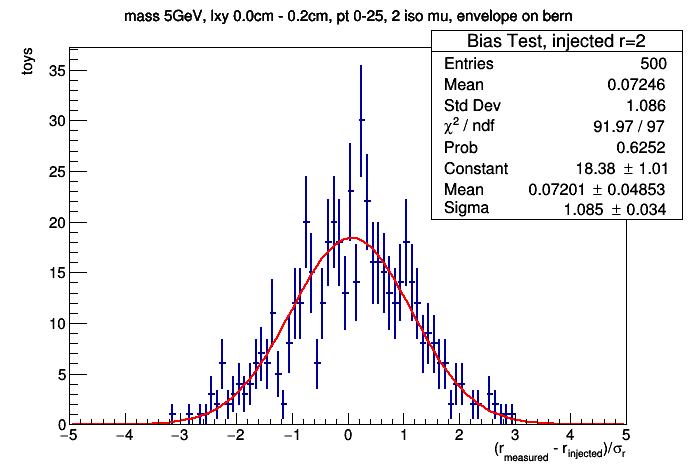 mass 5GeV, lxy 0.0cm - 0.2cm, pt 0-25, 2 iso mu, envelope on bern
Bias Test, injected r=2
Entries 500
Mean 0.07246
Std Dev 1.086
χ² / ndf 91.97 / 97
Prob 0.6252
Constant 18.38 ± 1.01
Mean 0.07201 ± 0.04853
Sigma 1.085 ± 0.034
toys
35
30
25
20
15
10
5
0
−5 −4 −3 −2 −1 0 1 2 3 4 5
(r_measured - r_injected)/σ_r